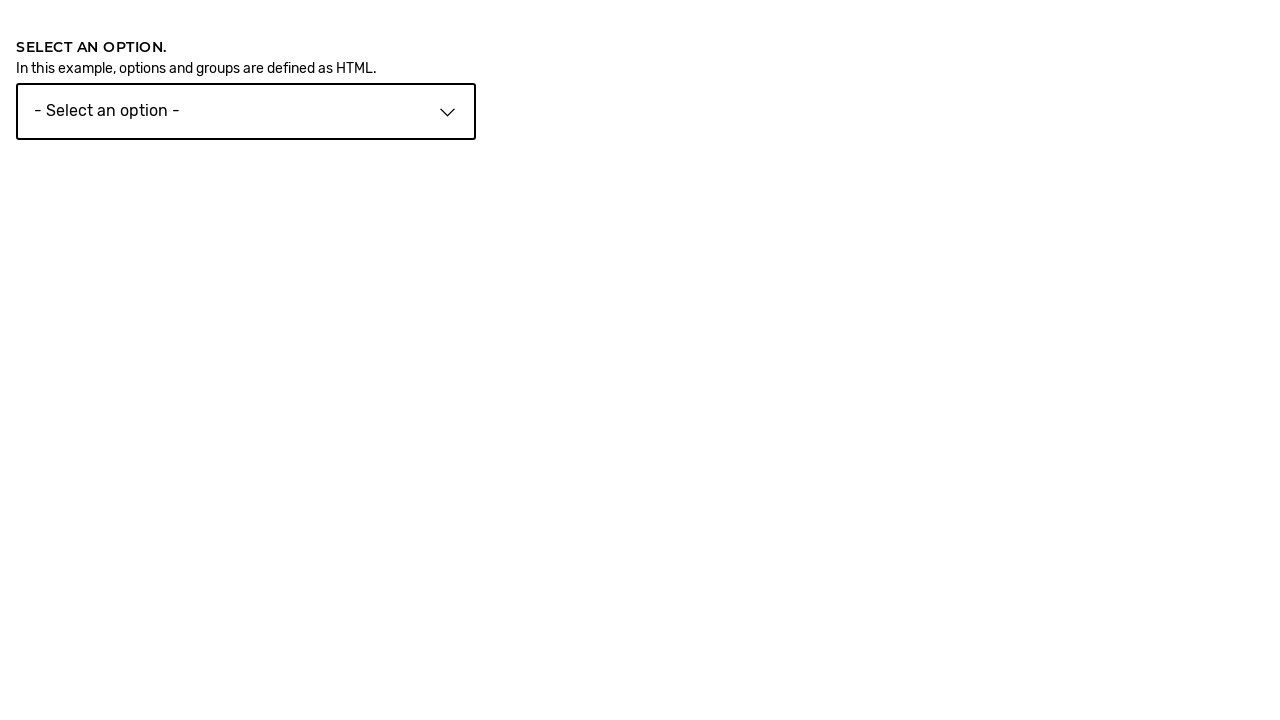 SELECT AN OPTION.
In this example, options and groups are defined as HTML.
- Select an option -